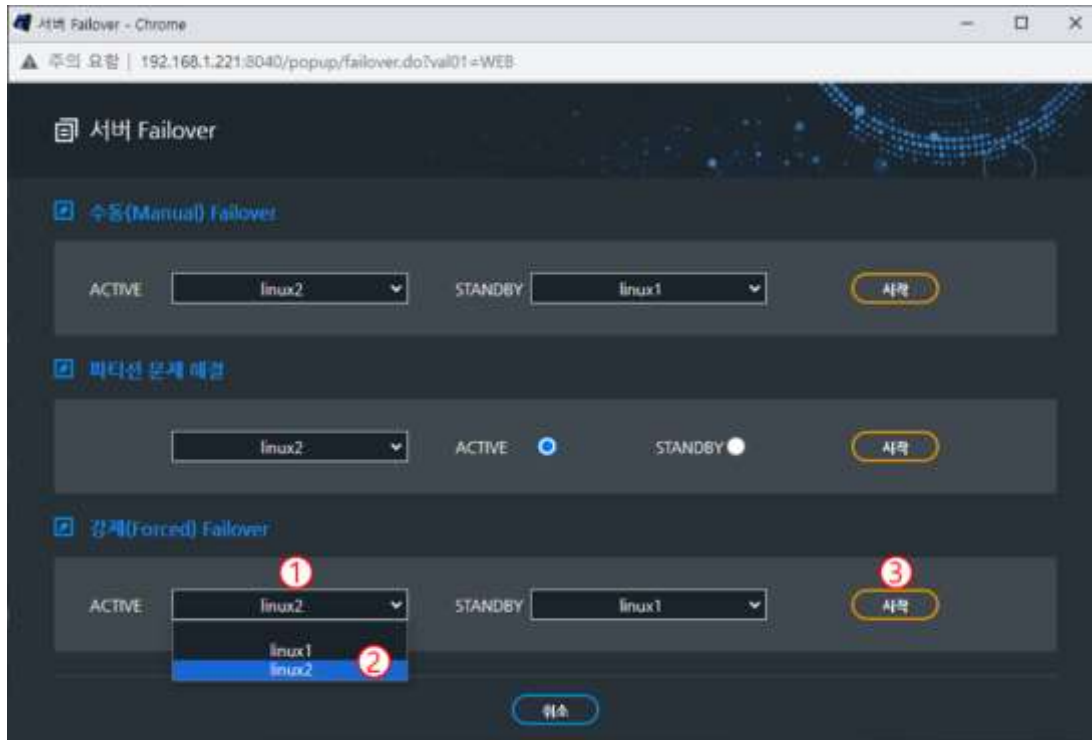 서버 Failover - Chrome
주의 요함 | 192.168.1.221:8040/popup/failover.do?val01=WEB
서버 Failover
수동(Manual) Failover
ACTIVE linux2 STANDBY linux1 시작
파티션 문제 해결
linux2 ACTIVE STANDBY 시작
강제(Forced) Failover
1 3
ACTIVE linux2 STANDBY linux1 시작
linux1
linux2 2
취소